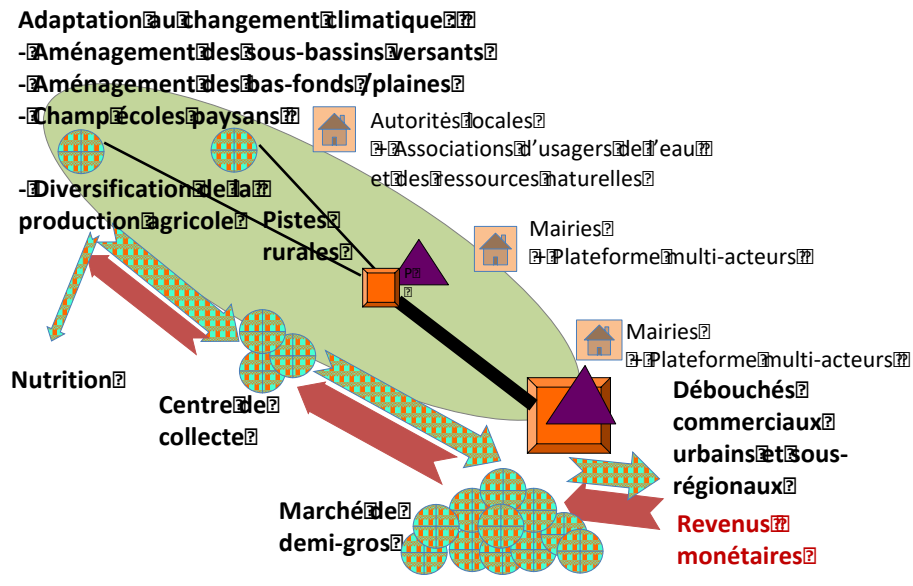 Adaptation au changement climatique
- Aménagement des sous-bassins versants
- Aménagement des bas-fonds /plaines
- Champ écoles paysans
- Diversification de la
production agricole
Autorités locales
+ Associations d'usagers de l'eau
et des ressources naturelles
Pistes
rurales
Mairies
+ Plateforme multi-acteurs
P
Mairies
+ Plateforme multi-acteurs
Nutrition
Centre de
collecte
Débouchés
commerciaux
urbains et sous-
régionaux
Marché de
demi-gros
Revenus
monétaires